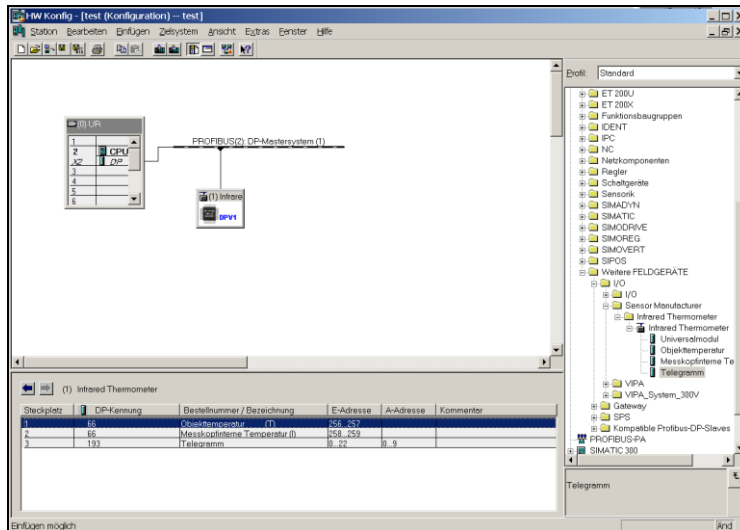 HW Konfig - [test (Konfiguration) -- test]
Station Bearbeiten Einfügen Zielsystem Ansicht Extras Fenster Hilfe
(0) UR
1
2 CPU
X2 DP
3
4
5
6
PROFIBUS(2): DP-Mastersystem (1)
(1) Infrare
DPV1
Profil: Standard
ET 200U
ET 200X
Funktionsbaugruppen
IDENT
IPC
NC
Netzkomponenten
Regler
Schaltgeräte
Sensorik
SIMADYN
SIMATIC
SIMODRIVE
SIMOREG
SIMOVERT
SIPOS
Weitere FELDGERÄTE
I/O
I/O
Sensor Manufacturer
Infrared Thermometer
Infrared Thermometer
Universalmodul
Objekttemperatur
Messkopfinterne Te
Telegramm
VIPA
VIPA_System_300V
Gateway
SPS
Kompatible Profibus-DP-Slaves
PROFIBUS-PA
SIMATIC 300
(1) Infrared Thermometer
Steckplatz DP-Kennung Bestellnummer / Bezeichnung E-Adresse A-Adresse Kommentar
1 66 Objekttemperatur (T) 256...257
2 66 Messkopfinterne Temperatur (I) 258...259
3 193 Telegramm 0...22 0...9
Telegramm
Einfügen möglich
Änd